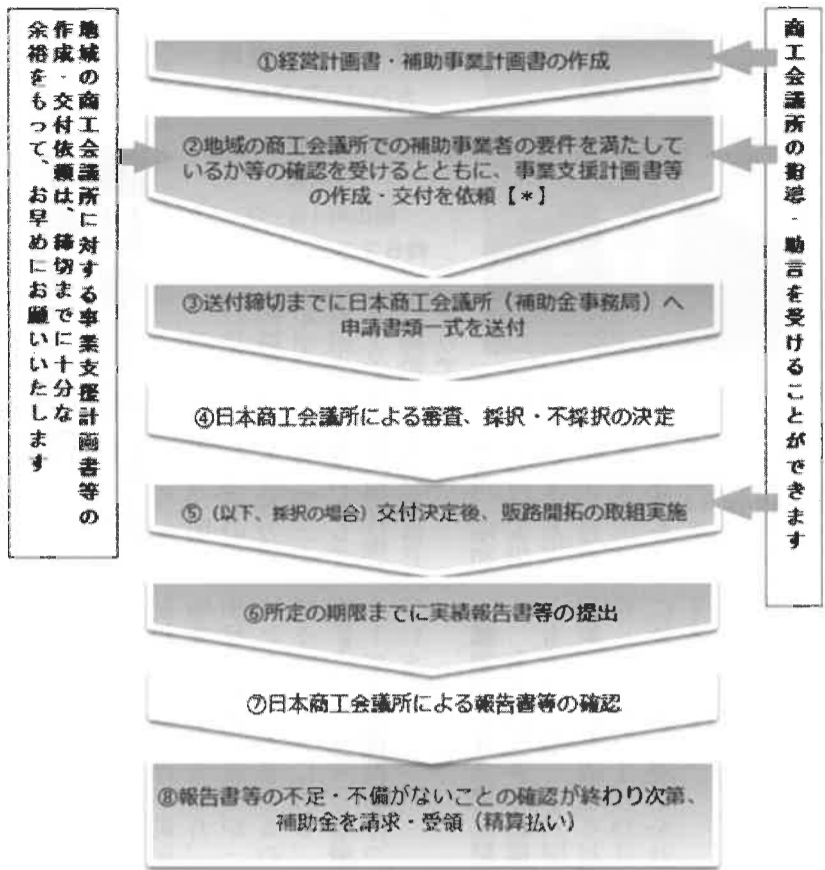 商工会議所の指導・助言を受けることができます
地域の商工会議所に対する事業支援計画書等の
作成・交付依頼は、締切までに十分な
余裕をもって、お早めにお願いいたします
①経営計画書・補助事業計画書の作成
②地域の商工会議所での補助事業者の要件を満たして
いるか等の確認を受けるとともに、事業支援計画書等
の作成・交付を依頼【*】
③送付締切までに日本商工会議所（補助金事務局）へ
申請書類一式を送付
④日本商工会議所による審査、採択・不採択の決定
⑤（以下、採択の場合）交付決定後、販路開拓の取組実施
⑥所定の期限までに実績報告書等の提出
⑦日本商工会議所による報告書等の確認
⑧報告書等の不足・不備がないことの確認が終わり次第、
補助金を請求・受領（精算払い）